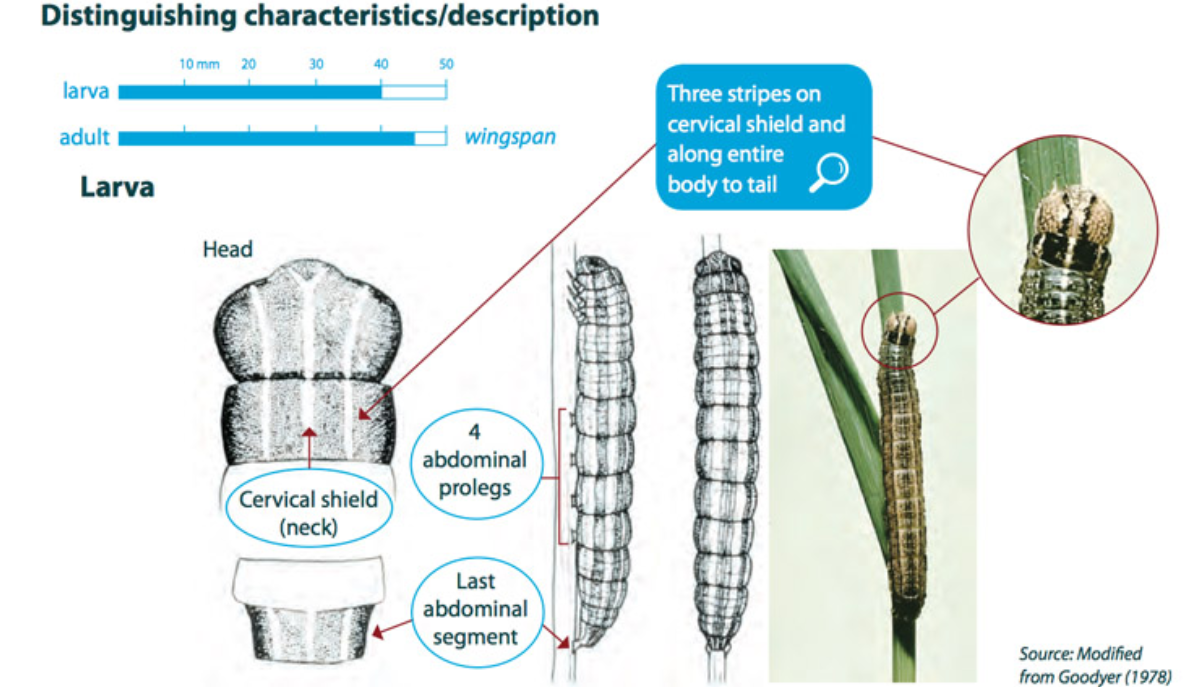 Distinguishing characteristics/description
10 mm 20 30 40 50
larva
adult wingspan
Larva
Three stripes on
cervical shield and
along entire
body to tail
Head
4
abdominal
prolegs
Cervical shield
(neck)
Last
abdominal
segment
Source: Modified
from Goodyer (1978)